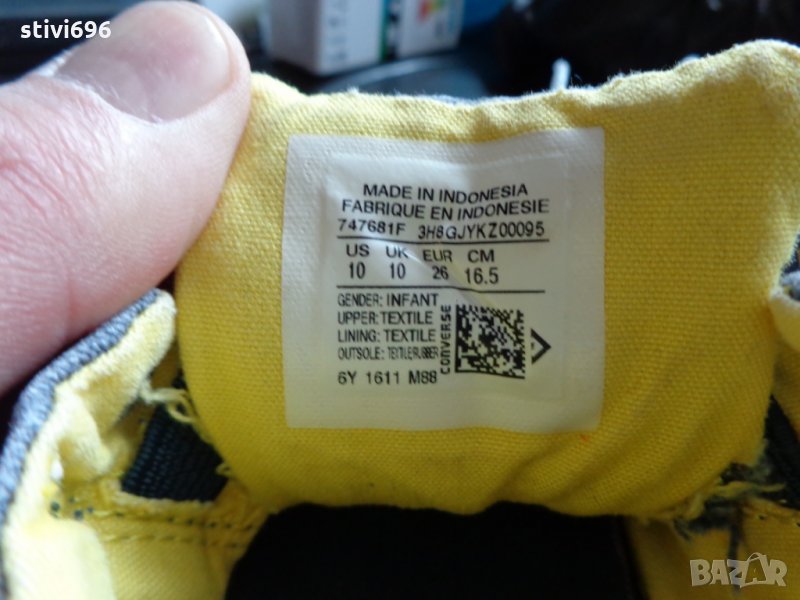 stivi696
MADE IN INDONESIA
FABRIQUE EN INDONESIE
747681F 3H8GJYKZ00095
US UK EUR CM
10 10 26 16.5
GENDER: INFANT
UPPER: TEXTILE
LINING: TEXTILE
OUTSOLE: TEXTILE/RUBBER
CONVERSE
6Y 1611 M88
BAZAR